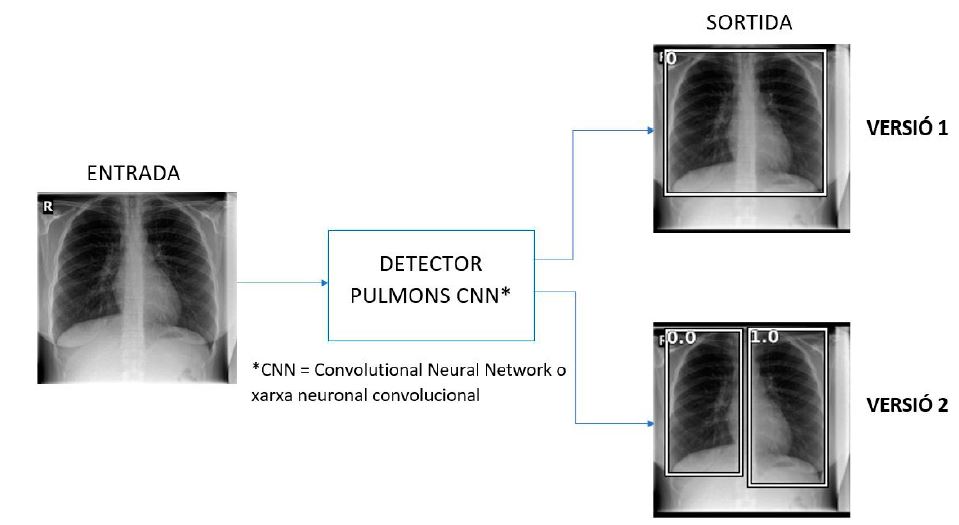 SORTIDA
0
VERSIÓ 1
ENTRADA
R
DETECTOR
PULMONS CNN*
*CNN = Convolutional Neural Network o
xarxa neuronal convolucional
0.0
1.0
VERSIÓ 2